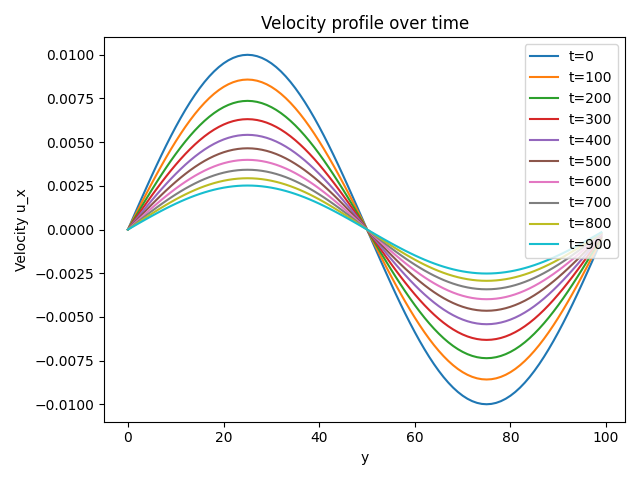 Velocity profile over time
Velocity u_x
0.0100
0.0075
0.0050
0.0025
0.0000
−0.0025
−0.0050
−0.0075
−0.0100
t=0
t=100
t=200
t=300
t=400
t=500
t=600
t=700
t=800
t=900
0 20 40 60 80 100
y